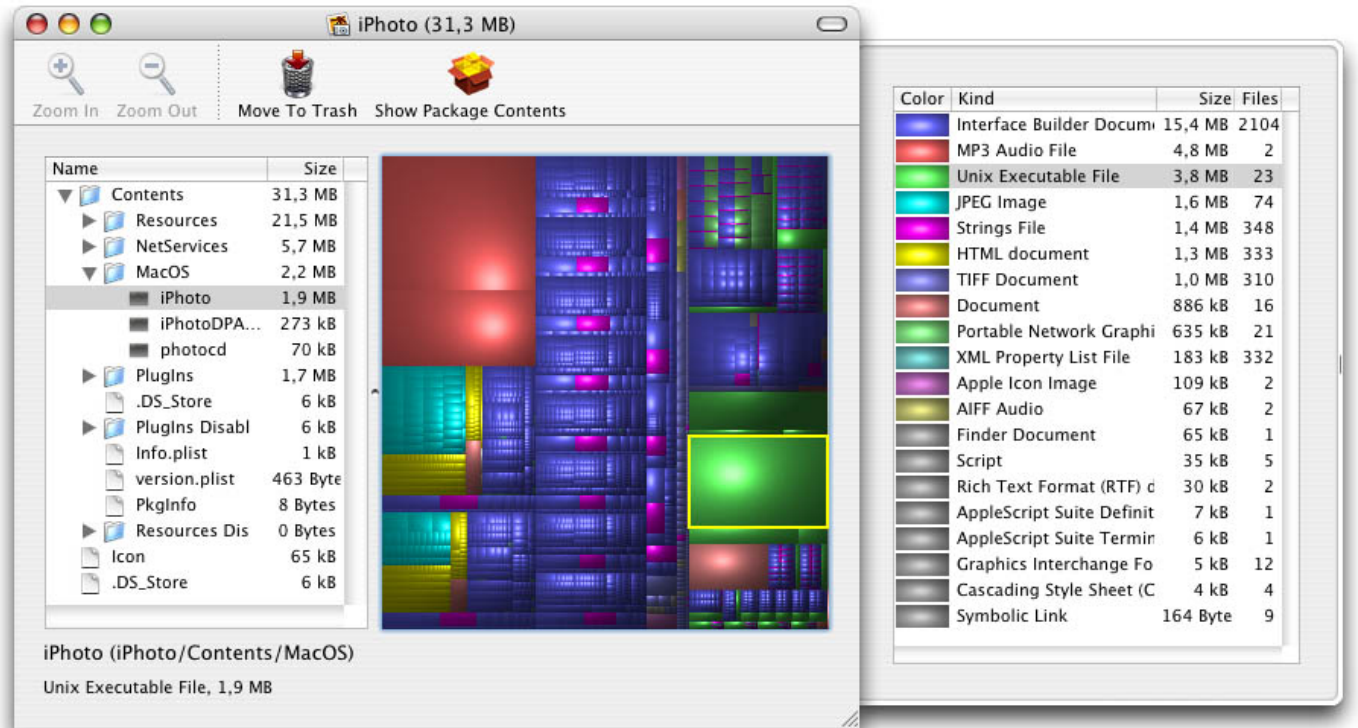 iPhoto (31,3 MB)
Zoom In Zoom Out Move To Trash Show Package Contents
Name Size
Contents 31,3 MB
Resources 21,5 MB
NetServices 5,7 MB
MacOS 2,2 MB
iPhoto 1,9 MB
iPhotoDPA... 273 kB
photocd 70 kB
PlugIns 1,7 MB
.DS_Store 6 kB
PlugIns Disabl 6 kB
Info.plist 1 kB
version.plist 463 Byte
PkgInfo 8 Bytes
Resources Dis 0 Bytes
Icon 65 kB
.DS_Store 6 kB
iPhoto (iPhoto/Contents/MacOS)
Unix Executable File, 1,9 MB
Color Kind Size Files
Interface Builder Docum 15,4 MB 2104
MP3 Audio File 4,8 MB 2
Unix Executable File 3,8 MB 23
JPEG Image 1,6 MB 74
Strings File 1,4 MB 348
HTML document 1,3 MB 333
TIFF Document 1,0 MB 310
Document 886 kB 16
Portable Network Graphi 635 kB 21
XML Property List File 183 kB 332
Apple Icon Image 109 kB 2
AIFF Audio 67 kB 2
Finder Document 65 kB 1
Script 35 kB 5
Rich Text Format (RTF) d 30 kB 2
AppleScript Suite Definit 7 kB 1
AppleScript Suite Termin 6 kB 1
Graphics Interchange Fo 5 kB 12
Cascading Style Sheet (C 4 kB 4
Symbolic Link 164 Byte 9